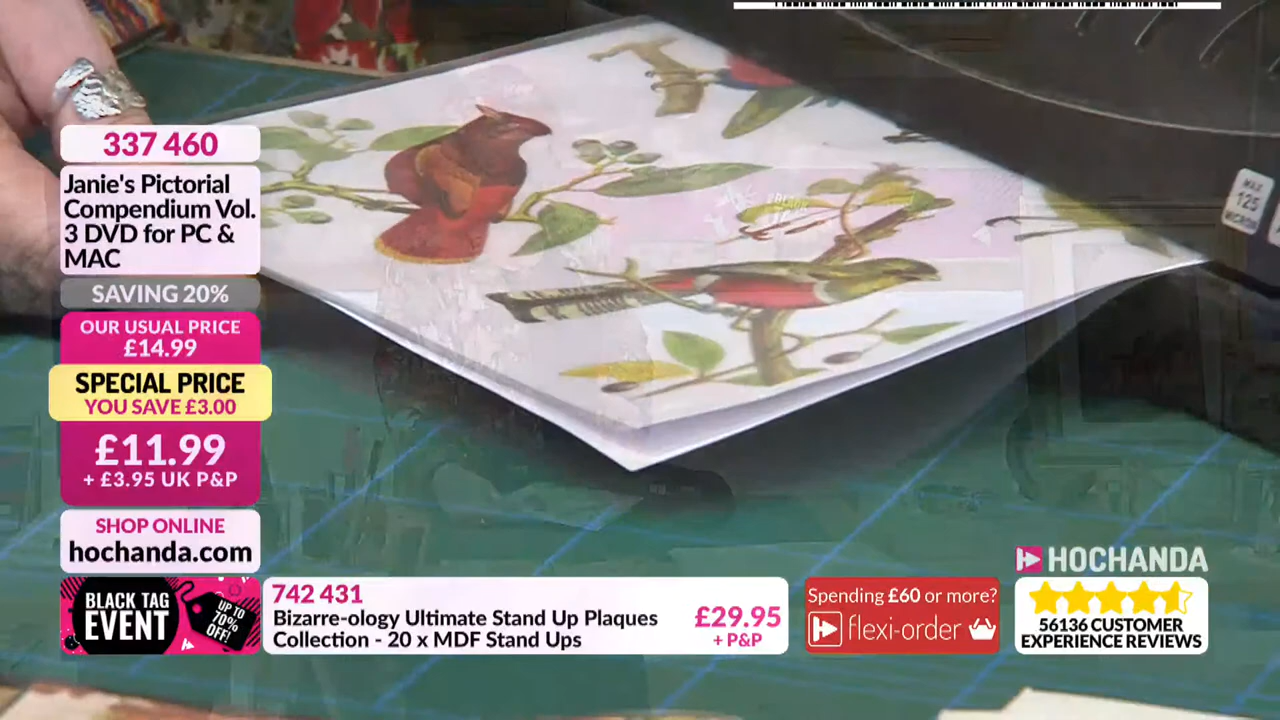 337 460
Janie's Pictorial
Compendium Vol.
3 DVD for PC &
MAC
SAVING 20%
OUR USUAL PRICE
£14.99
SPECIAL PRICE
YOU SAVE £3.00
£11.99
+ £3.95 UK P&P
SHOP ONLINE
hochanda.com
BLACK TAG
EVENT
UP TO
70%
OFF!
742 431
Bizarre-ology Ultimate Stand Up Plaques
Collection - 20 x MDF Stand Ups
£29.95
+ P&P
Spending £60 or more?
flexi-order
HOCHANDA
56136 CUSTOMER
EXPERIENCE REVIEWS
MAX
125
MICRON